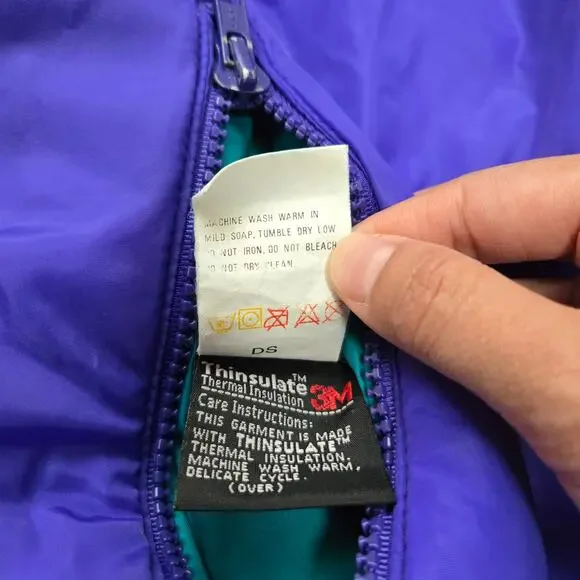 MACHINE WASH WARM IN
MILD SOAP, TUMBLE DRY LOW
DO NOT IRON, DO NOT BLEACH
DO NOT DRY CLEAN.
DS
Thinsulate™
Thermal Insulation 3M
Care Instructions:
THIS GARMENT IS MADE
WITH THINSULATE™
THERMAL INSULATION.
MACHINE WASH WARM,
DELICATE CYCLE.
(OVER)